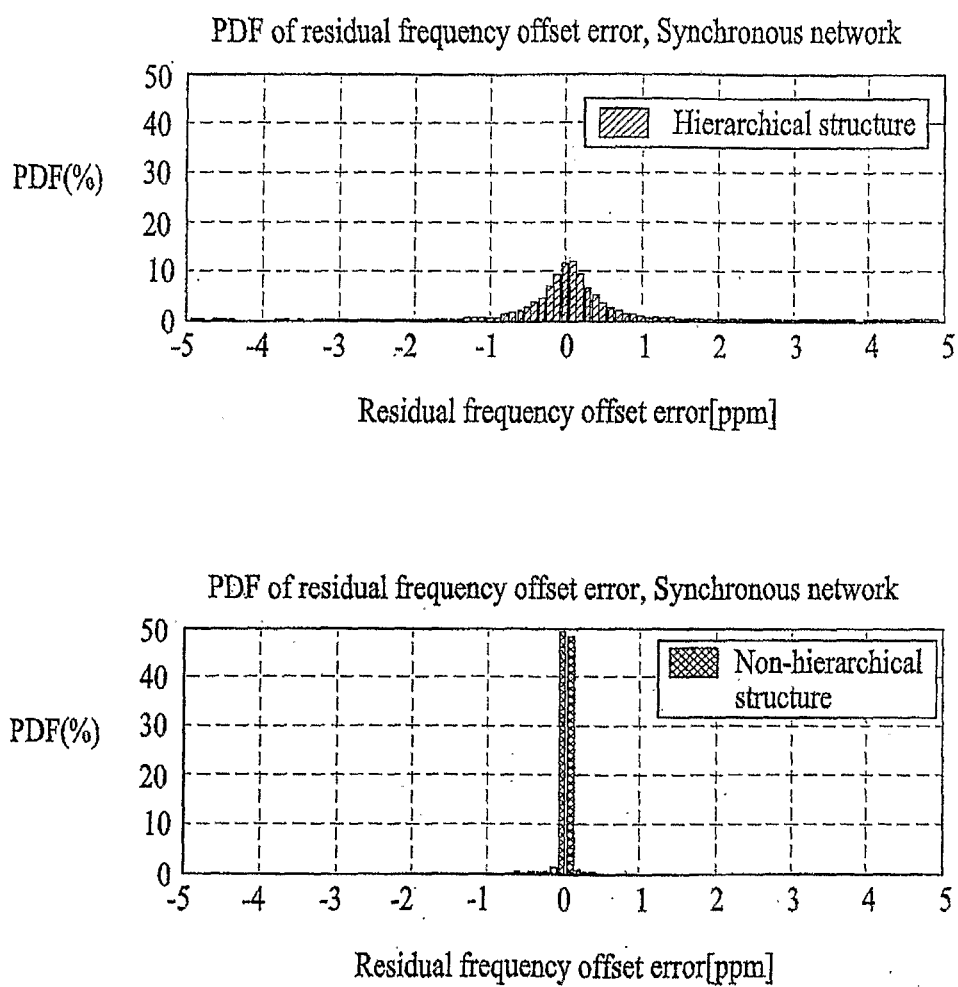 PDF of residual frequency offset error, Synchronous network
50
40
30
20
10
0
PDF(%)
Hierarchical structure
-5 -4 -3 -2 -1 0 1 2 3 4 5
Residual frequency offset error[ppm]
PDF of residual frequency offset error, Synchronous network
50
40
30
20
10
0
PDF(%)
Non-hierarchical
structure
-5 -4 -3 -2 -1 0 1 2 3 4 5
Residual frequency offset error[ppm]